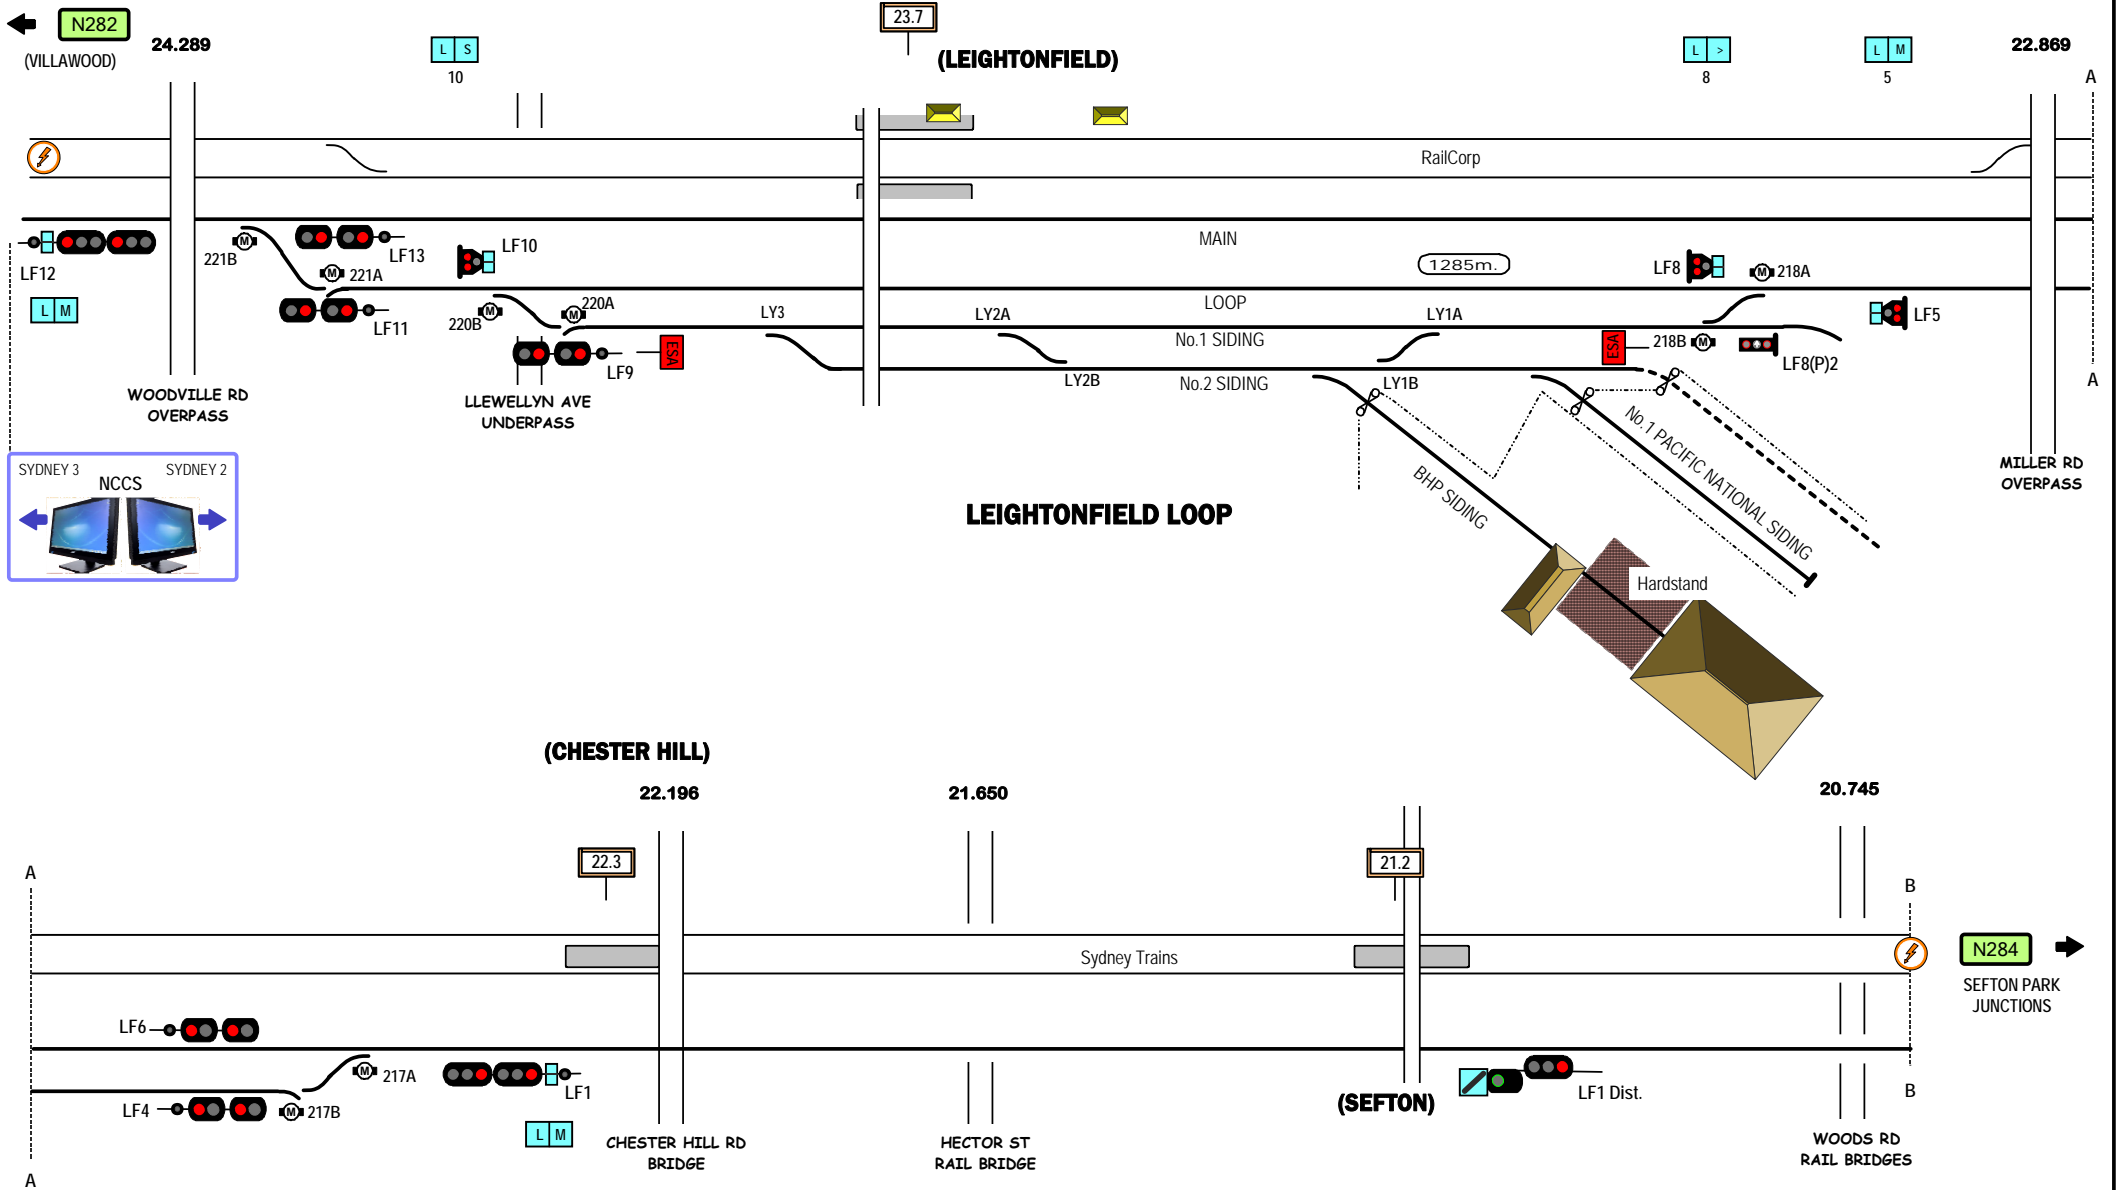 N282
(VILLAWOOD)
24.289
L S
10
23.7
(LEIGHTONFIELD)
L >
8
L M
5
22.869
A
RailCorp
LF12
L M
221B
221A
LF13
LF11
LF10
MAIN
1285m.
LF8
218A
220B
220A
LOOP
LY3
LY2A
LY1A
LF5
No.1 SIDING
ESA
LF9
ESA
218B
LF8(P)2
LY2B
No.2 SIDING
LY1B
A
WOODVILLE RD
OVERPASS
LLEWELLYN AVE
UNDERPASS
No.1 PACIFIC NATIONAL SIDING
BHP SIDING
MILLER RD
OVERPASS
SYDNEY 3
SYDNEY 2
NCCS
LEIGHTONFIELD LOOP
Hardstand
(CHESTER HILL)
22.196
21.650
20.745
22.3
21.2
A
B
Sydney Trains
N284
SEFTON PARK
JUNCTIONS
LF6
217A
LF1
LF1 Dist.
B
LF4
217B
L M
(SEFTON)
CHESTER HILL RD
BRIDGE
HECTOR ST
RAIL BRIDGE
WOODS RD
RAIL BRIDGES
A
M
M
M
M
M
M
M
M